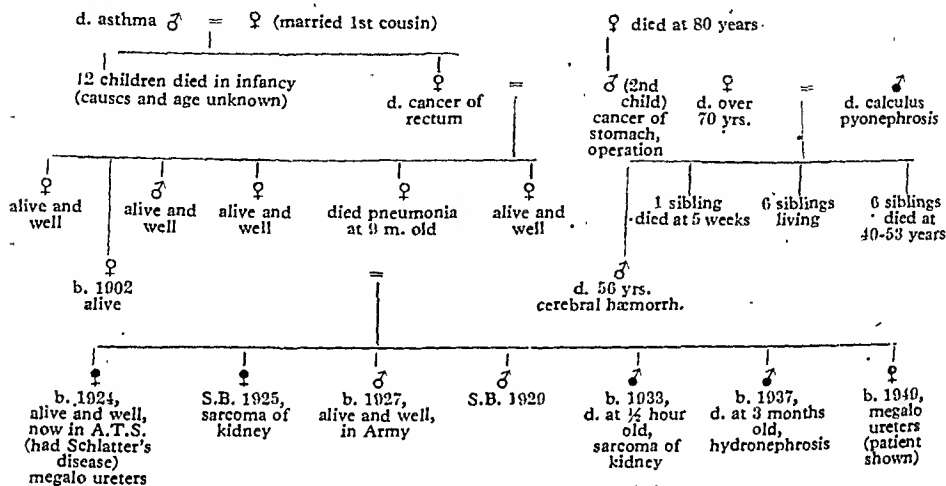 d. asthma ♂ = ♀ (married 1st cousin)
♀ died at 80 years
12 children died in infancy
(causes and age unknown)
♀
d. cancer of
rectum
=
♂ (2nd
child)
cancer of
stomach,
operation
♀
d. over
70 yrs.
=
♂
d. calculus
pyonephrosis
♀
alive and
well
♂
alive and
well
♀
alive and
well
♀
died pneumonia
at 9 m. old
♀
alive and
well
1 sibling
died at 5 weeks
6 siblings
living
6 siblings
died at
40-53 years
♀
b. 1902
alive
=
♂
d. 56 yrs.
cerebral hæmorrh.
♀
b. 1924,
alive and well,
now in A.T.S.
(had Schlatter's
disease)
megalo ureters
♀
S.B. 1925,
sarcoma of
kidney
♂
b. 1927,
alive and well,
in Army
♂
S.B. 1929
♂
b. 1933,
d. at ½ hour
old,
sarcoma of
kidney
♂
b. 1937,
d. at 3 months
old,
hydronephrosis
♀
b. 1940,
megalo
ureters
(patient
shown)